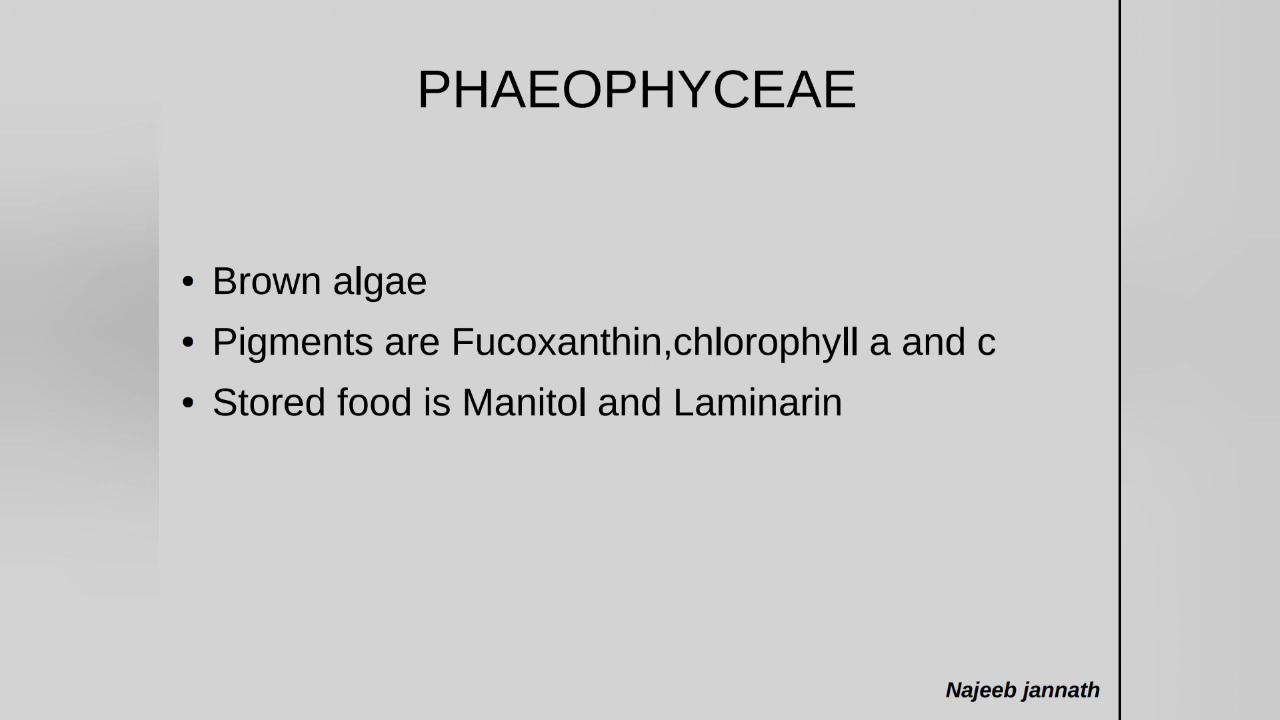 PHAEOPHYCEAE
• Brown algae
• Pigments are Fucoxanthin,chlorophyll a and c
• Stored food is Manitol and Laminarin
Najeeb jannath